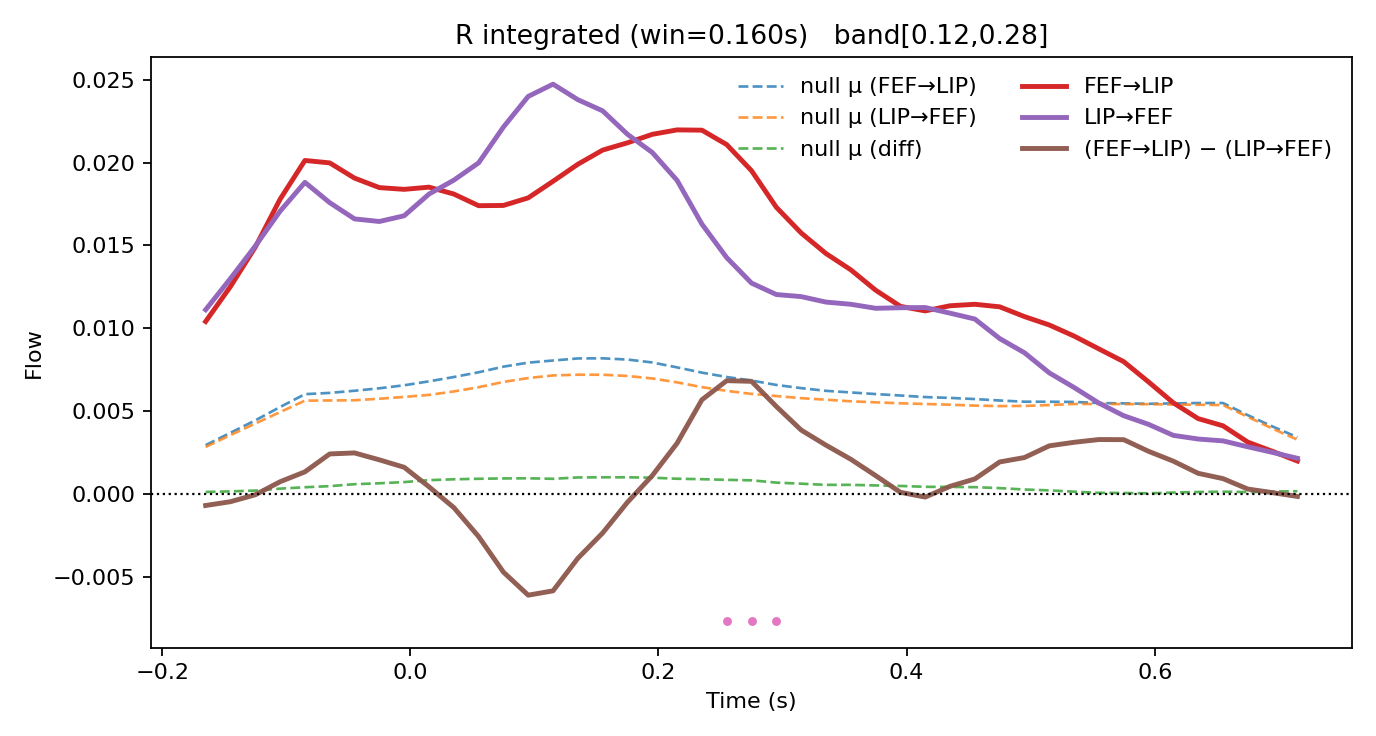 R integrated (win=0.160s)   band[0.12,0.28]
null μ (FEF→LIP)
null μ (LIP→FEF)
null μ (diff)
FEF→LIP
LIP→FEF
(FEF→LIP) − (LIP→FEF)
Flow
0.025
0.020
0.015
0.010
0.005
0.000
−0.005
−0.2
0.0
0.2
0.4
0.6
Time (s)